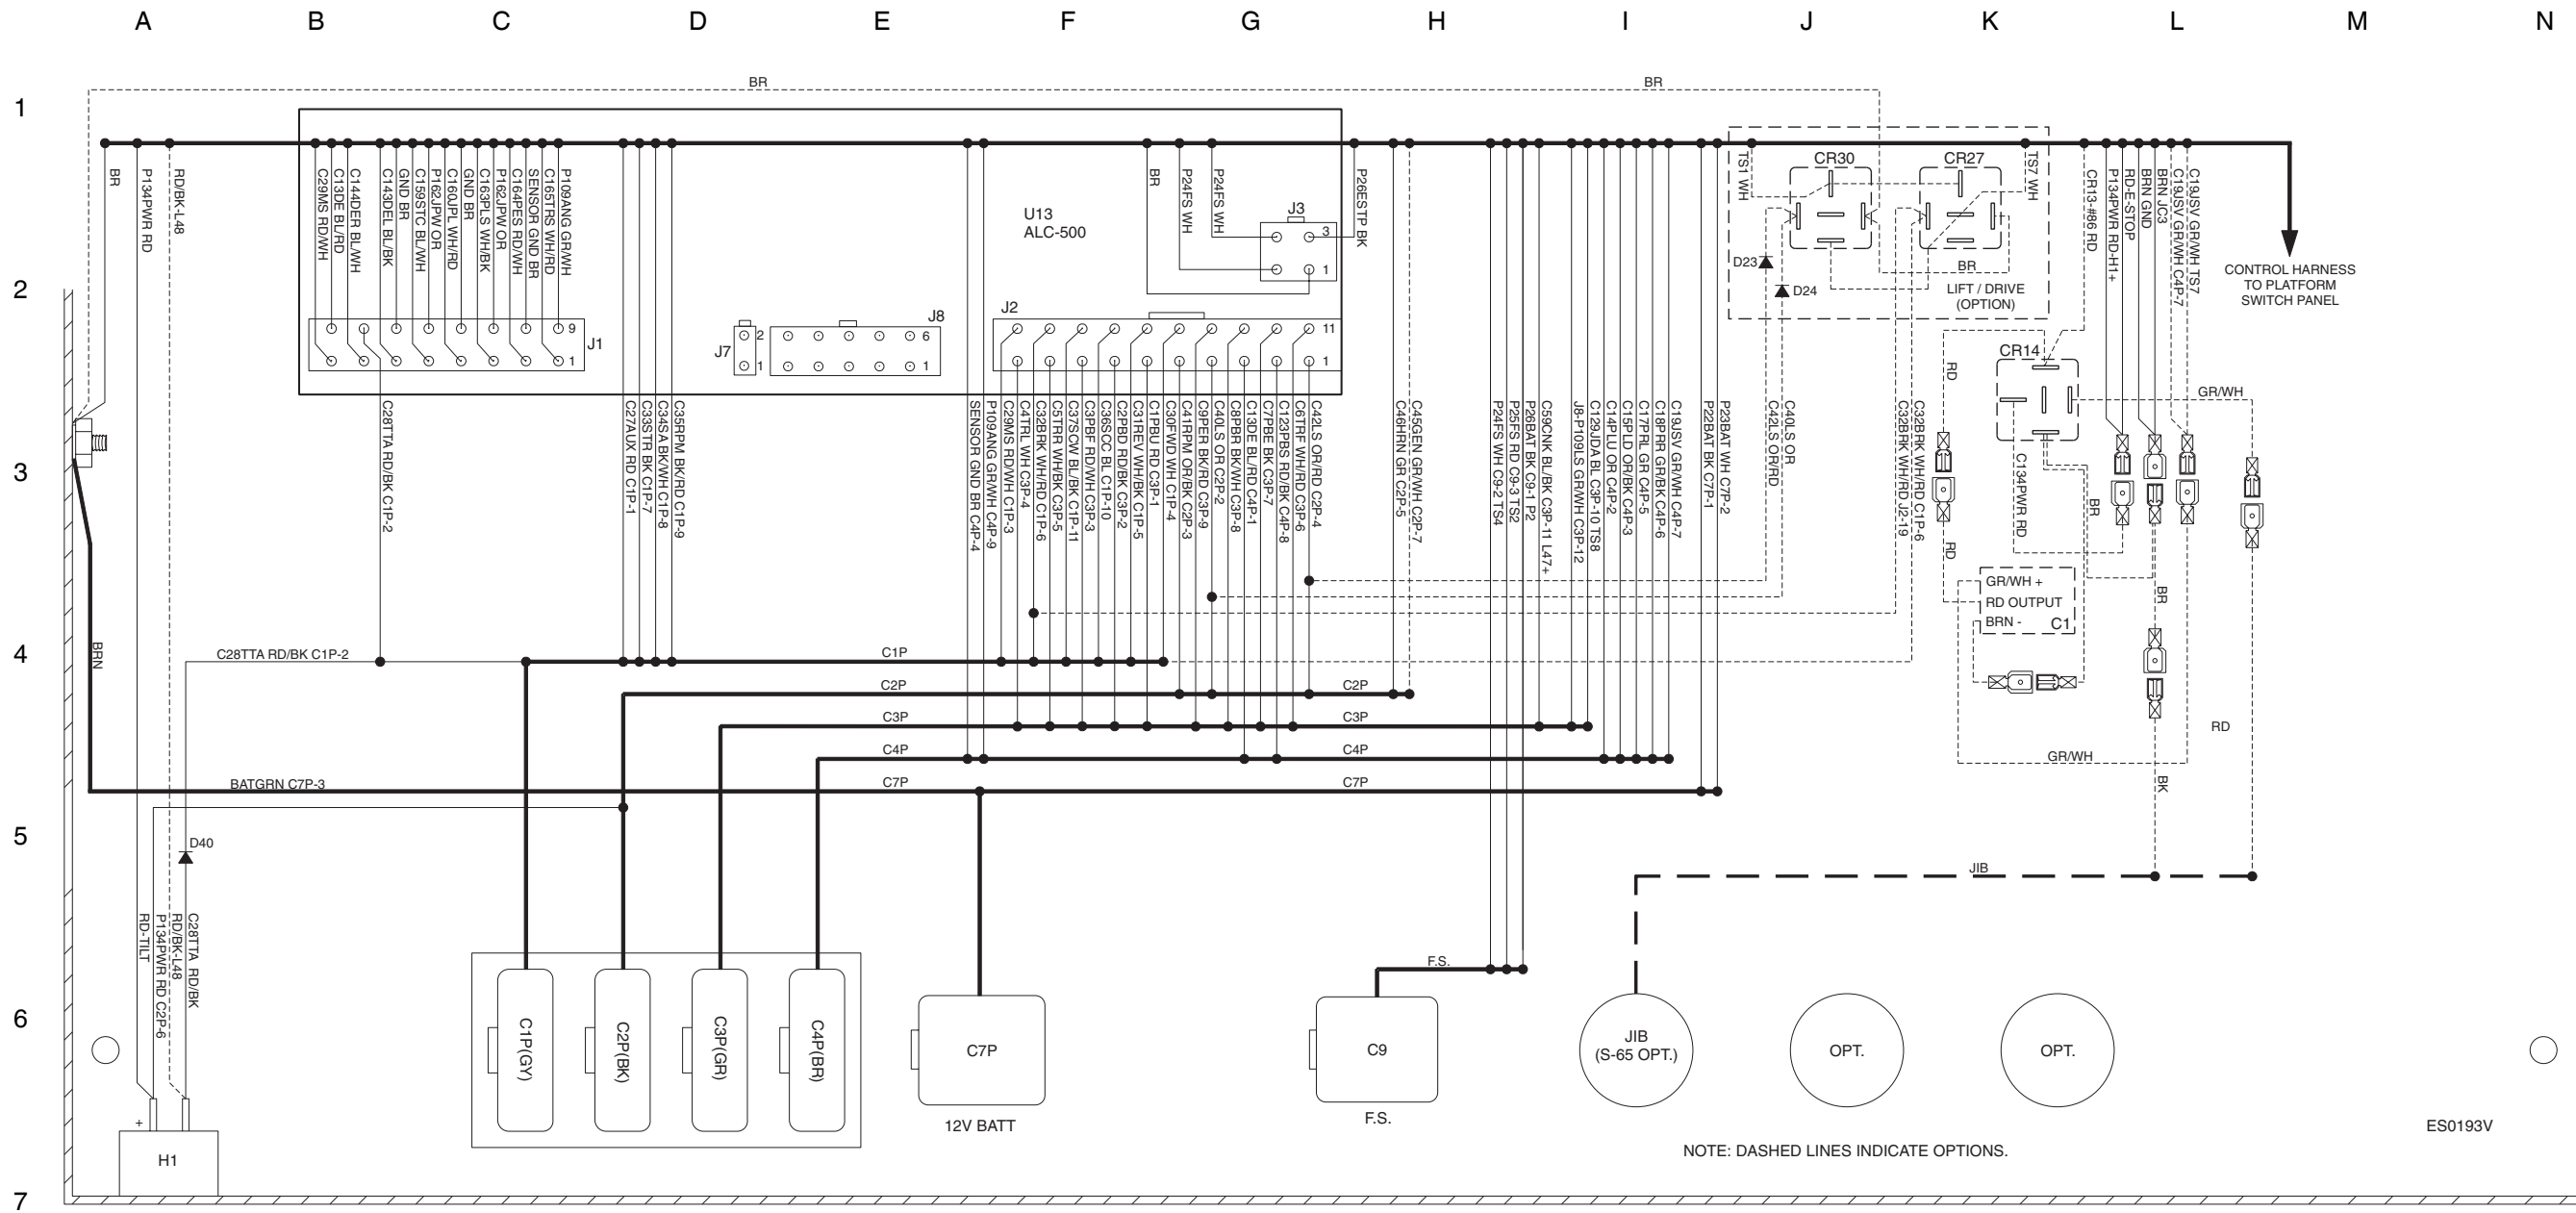 A B C D E F G H I J K L M N
1
2
3
4
5
6
7
BR
BR
BR
P134PWR RD
RD/BK-L48
C29MS RD/WH
C13DE BL/RD
C144DER BL/WH
C143DEL BL/BK
GND BR
C159STC BL/WH
P162JPW OR
C160JPL WH/RD
GND BR
C163PLS WH/BK
P162JPW OR
C164PES RD/WH
SENSOR GND BR
C165TRS WH/RD
P109ANG GR/WH
BR
P24FS WH
P24FS WH
P26ESTP BK
U13
ALC-500
J3
3
1
J1
9
1
J7
2
1
J8
6
1
J2
11
1
TS1 WH
CR30
CR27
TS7 WH
D23
D24
BR
LIFT / DRIVE
(OPTION)
CR13-#86 RD
P134PWR RD-H1+
RD-E-STOP
BRN GND
BRN JC3
C19JSV GR/WH C4P-7
C19JSV GR/WH TS7
CONTROL HARNESS
TO PLATFORM
SWITCH PANEL
CR14
RD
GR/WH
C28TTA RD/BK C1P-2
C27AUX RD C1P-1
C33STR BK C1P-7
C34SA BK/WH C1P-8
C35RPM BK/RD C1P-9
SENSOR GND BR C4P-4
P109ANG GR/WH C4P-9
C29MS RD/WH C1P-3
C4TRL WH C3P-4
C32BRK WH/RD C1P-6
C5TRR WH/BK C3P-5
C37SCW BL/BK C1P-11
C3PBF RD/WH C3P-3
C36SCC BL C1P-10
C2PBD RD/BK C3P-2
C31REV WH/BK C1P-5
C1PBU RD C3P-1
C30FWD WH C1P-4
C41RPM OR/BK C2P-3
C9PER BK/RD C3P-9
C40LS OR C2P-2
C8PBR BK/WH C3P-8
C13DE BL/RD C4P-1
C7PBE BK C3P-7
C123PBS RD/BK C4P-8
C6TRF WH/RD C3P-6
C42LS OR/RD C2P-4
C46HRN GR C2P-5
C45GEN GR/WH C2P-7
P24FS WH C9-2 TS4
P25FS RD C9-3 TS2
P26BAT BK C9-1 P2
C59CNK BL/BK C3P-11 L47+
J8-P109LS GR/WH C3P-12
C129JDA BL C3P-10 TS8
C14PLU OR C4P-2
C15PLD OR/BK C4P-3
C17PRL GR C4P-5
C18PRR GR/BK C4P-6
C19JSV GR/WH C4P-7
P22BAT BK C7P-1
P23BAT WH C7P-2
C42LS OR/RD
C40LS OR
C32BRK WH/RD J2-19
C32BRK WH/RD C1P-6
RD
C134PWR RD
BR
GR/WH +
RD OUTPUT
BRN -
C1
BR
RD
GR/WH
BK
BRN
C28TTA RD/BK C1P-2
C1P
C2P
C2P
C3P
C3P
C4P
C4P
BATGRN C7P-3
C7P
C7P
D40
JIB
RD-TILT
P134PWR RD C2P-6
RD/BK-L48
C28TTA RD/BK
F.S.
C1P(GY)
C2P(BK)
C3P(GR)
C4P(BR)
C7P
12V BATT
C9
F.S.
JIB
(S-65 OPT.)
OPT.
OPT.
+
H1
ES0193V
NOTE: DASHED LINES INDICATE OPTIONS.